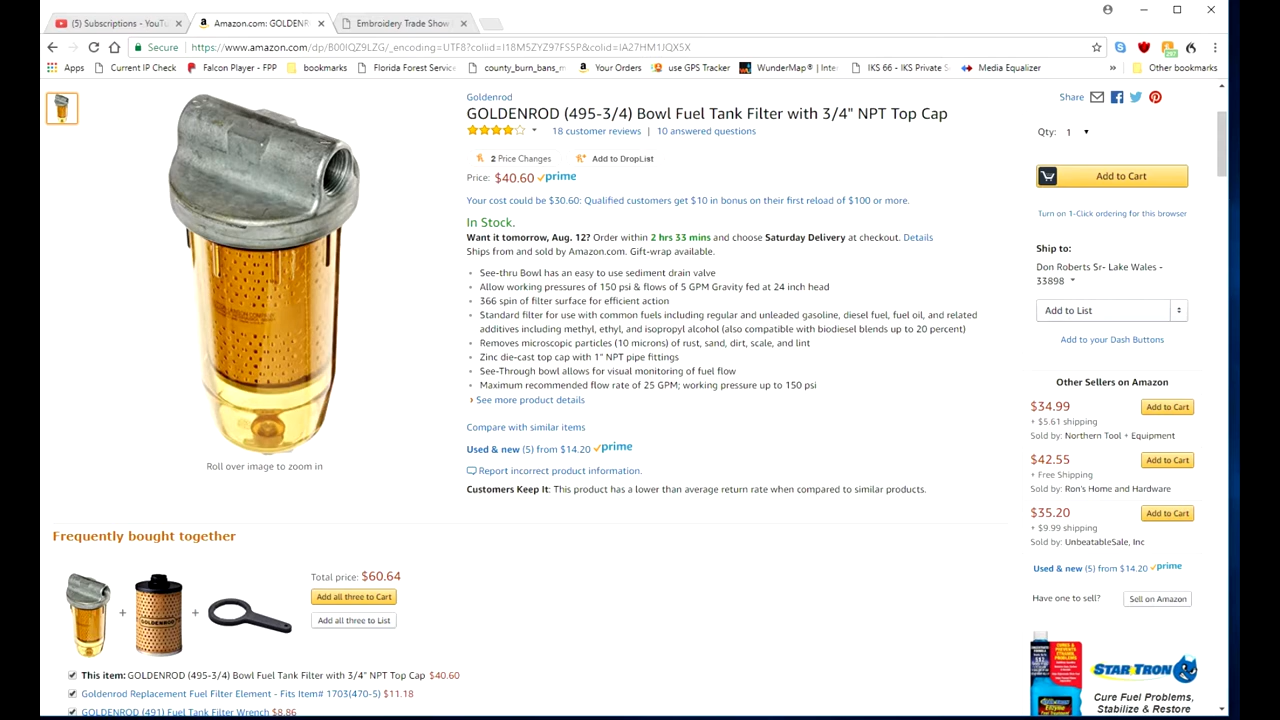 (5) Subscriptions - YouTu
Amazon.com: GOLDENR
Embroidery Trade Show
Secure
https://www.amazon.com/dp/B00IQZ9LZG/_encoding=UTF8?colid=I18M5ZYZ97FS5P&colid=IA27HM1JQX5X
Apps
Current IP Check
Falcon Player - FPP
bookmarks
Florida Forest Service
county_burn_bans_m
Your Orders
use GPS Tracker
WunderMap® | Inte
IKS 66 - IKS Private S
Media Equalizer
»
Other bookmarks
Goldenrod
GOLDENROD (495-3/4) Bowl Fuel Tank Filter with 3/4" NPT Top Cap
18 customer reviews | 10 answered questions
2 Price Changes
Add to DropList
Price: $40.60 prime
Your cost could be $30.60: Qualified customers get $10 in bonus on their first reload of $100 or more.
In Stock.
Want it tomorrow, Aug. 12? Order within 2 hrs 33 mins and choose Saturday Delivery at checkout. Details
Ships from and sold by Amazon.com. Gift-wrap available.
See-thru Bowl has an easy to use sediment drain valve
Allow working pressures of 150 psi & flows of 5 GPM Gravity fed at 24 inch head
366 spin of filter surface for efficient action
Standard filter for use with common fuels including regular and unleaded gasoline, diesel fuel, fuel oil, and related
additives including methyl, ethyl, and isopropyl alcohol (also compatible with biodiesel blends up to 20 percent)
Removes microscopic particles (10 microns) of rust, sand, dirt, scale, and lint
Zinc die-cast top cap with 1" NPT pipe fittings
See-Through bowl allows for visual monitoring of fuel flow
Maximum recommended flow rate of 25 GPM; working pressure up to 150 psi
› See more product details
Compare with similar items
Used & new (5) from $14.20 prime
Report incorrect product information.
Customers Keep It: This product has a lower than average return rate when compared to similar products.
Roll over image to zoom in
Share
Qty: 1
Add to Cart
Turn on 1-Click ordering for this browser
Ship to:
Don Roberts Sr- Lake Wales -
33898
Add to List
Add to your Dash Buttons
Other Sellers on Amazon
$34.99 Add to Cart
+ $5.61 shipping
Sold by: Northern Tool + Equipment
$42.55 Add to Cart
+ Free Shipping
Sold by: Ron's Home and Hardware
$35.20 Add to Cart
+ $9.99 shipping
Sold by: UnbeatableSale, Inc
Used & new (5) from $14.20 prime
Have one to sell? Sell on Amazon
STAR TRON
Cure Fuel Problems,
Stabilize & Restore
Frequently bought together
GOLDENROD
+
+
Total price: $60.64
Add all three to Cart
Add all three to List
This item: GOLDENROD (495-3/4) Bowl Fuel Tank Filter with 3/4" NPT Top Cap $40.60
Goldenrod Replacement Fuel Filter Element - Fits Item# 1703(470-5) $11.18
GOLDENROD (491) Fuel Tank Filter Wrench $8.86